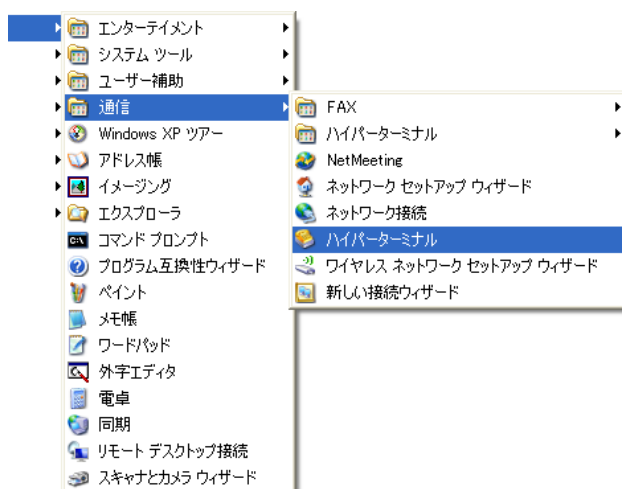 エンターテイメント
システム ツール
ユーザー補助
通信
Windows XP ツアー
アドレス帳
イメージング
エクスプローラ
コマンド プロンプト
プログラム互換性ウィザード
ペイント
メモ帳
ワードパッド
外字エディタ
電卓
同期
リモート デスクトップ接続
スキャナとカメラ ウィザード
FAX
ハイパーターミナル
NetMeeting
ネットワーク セットアップ ウィザード
ネットワーク接続
ハイパーターミナル
ワイヤレス ネットワーク セットアップ ウィザード
新しい接続ウィザード